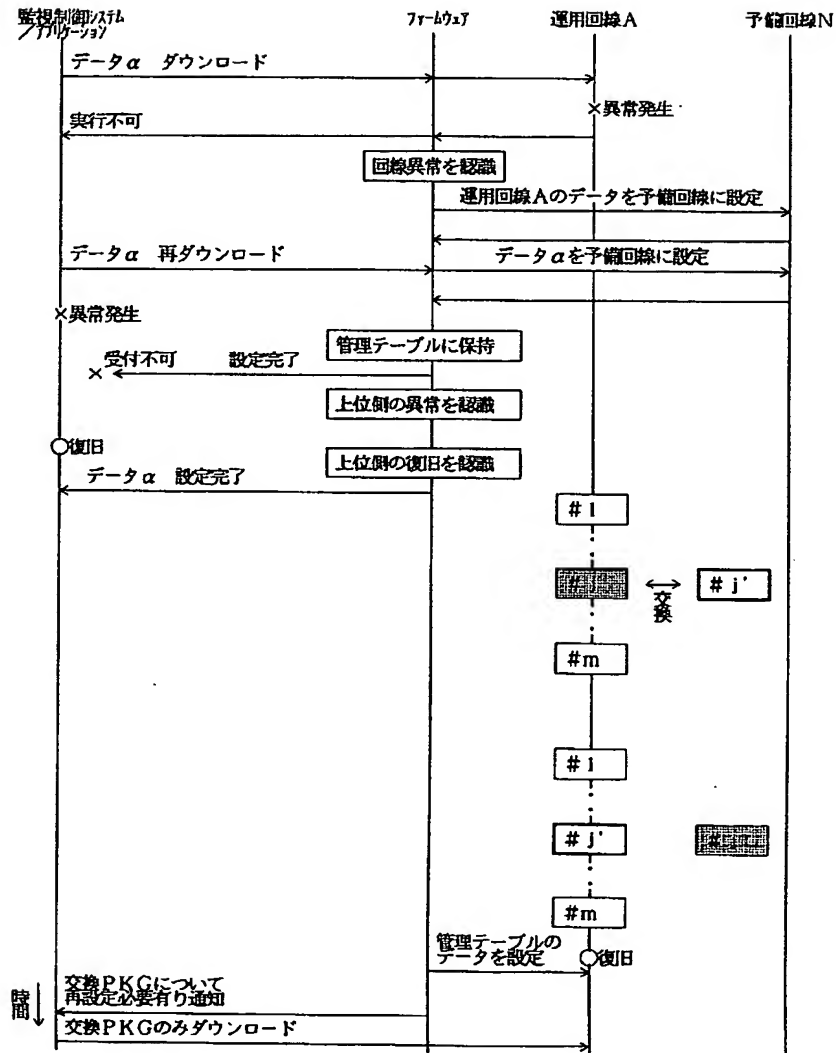 監視制御システム
／アプリケーション
ファームウェア
運用回線A
予備回線N
データα ダウンロード
×異常発生
実行不可
回線異常を認識
運用回線Aのデータを予備回線に設定
データα 再ダウンロード
データαを予備回線に設定
×異常発生
管理テーブルに保持
× 受付不可 設定完了
上位側の異常を認識
○復旧
上位側の復旧を認識
データα 設定完了
#1
#
交換
#j'
#m
#i
#j'
#
#m
管理テーブルの
データを設定
○復旧
時間
交換PKGについて
再設定必要有り通知
交換PKGのみダウンロード